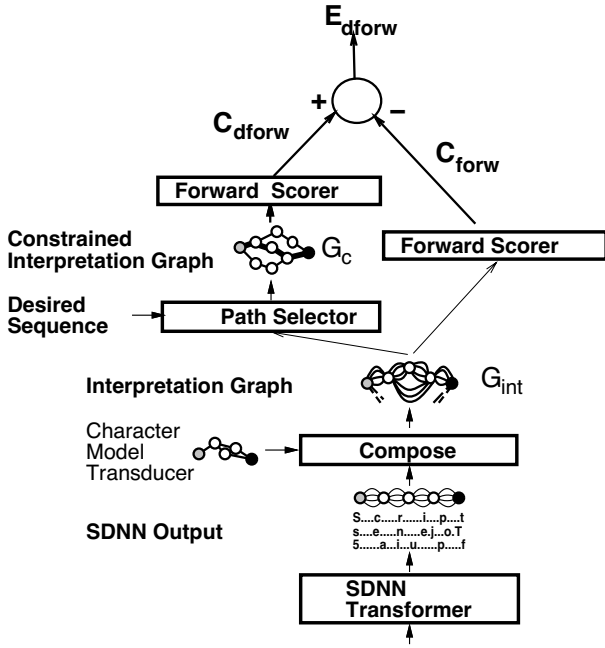 E_dforw
+
−
C_dforw
C_forw
Forward Scorer
Constrained
Interpretation Graph
G_c
Forward Scorer
Desired
Sequence
Path Selector
Interpretation Graph
G_int
Character
Model
Transducer
Compose
SDNN Output
S....c.....r......i....p....t
s....e.....n....e.j...o.T
5......a...i...u......p.....f
SDNN
Transformer